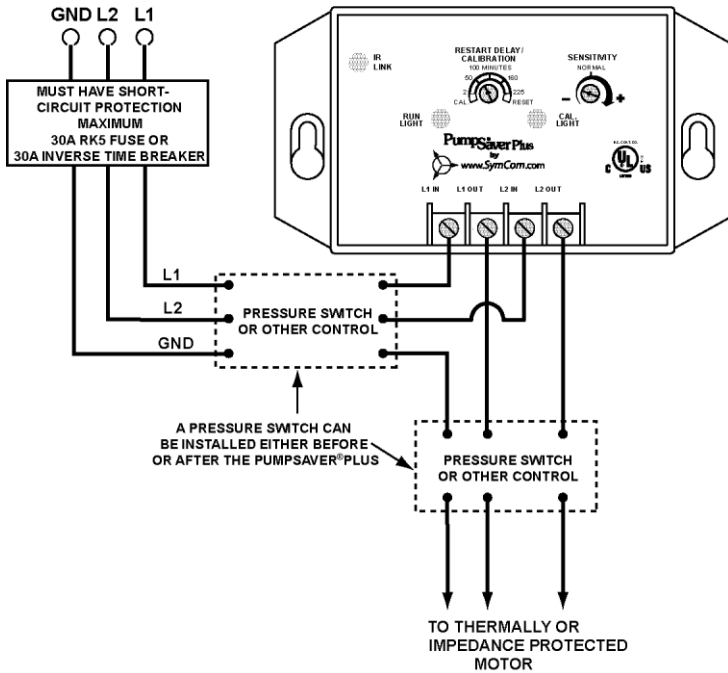 GND L2 L1
MUST HAVE SHORT-
CIRCUIT PROTECTION
MAXIMUM
30A RK5 FUSE OR
30A INVERSE TIME BREAKER
IR
LINK
RESTART DELAY/
CALIBRATION
100 MINUTES
50
160
2
225
CAL
RESET
SENSITIVITY
NORMAL
- +
RUN
LIGHT
CAL.
LIGHT
PumpSaver Plus
by
www.SymCom.com
C UL US
L1 IN L1 OUT L2 IN L2 OUT
L1
L2
GND
PRESSURE SWITCH
OR OTHER CONTROL
A PRESSURE SWITCH CAN
BE INSTALLED EITHER BEFORE
OR AFTER THE PUMPSAVER®PLUS
PRESSURE SWITCH
OR OTHER CONTROL
TO THERMALLY OR
IMPEDANCE PROTECTED
MOTOR